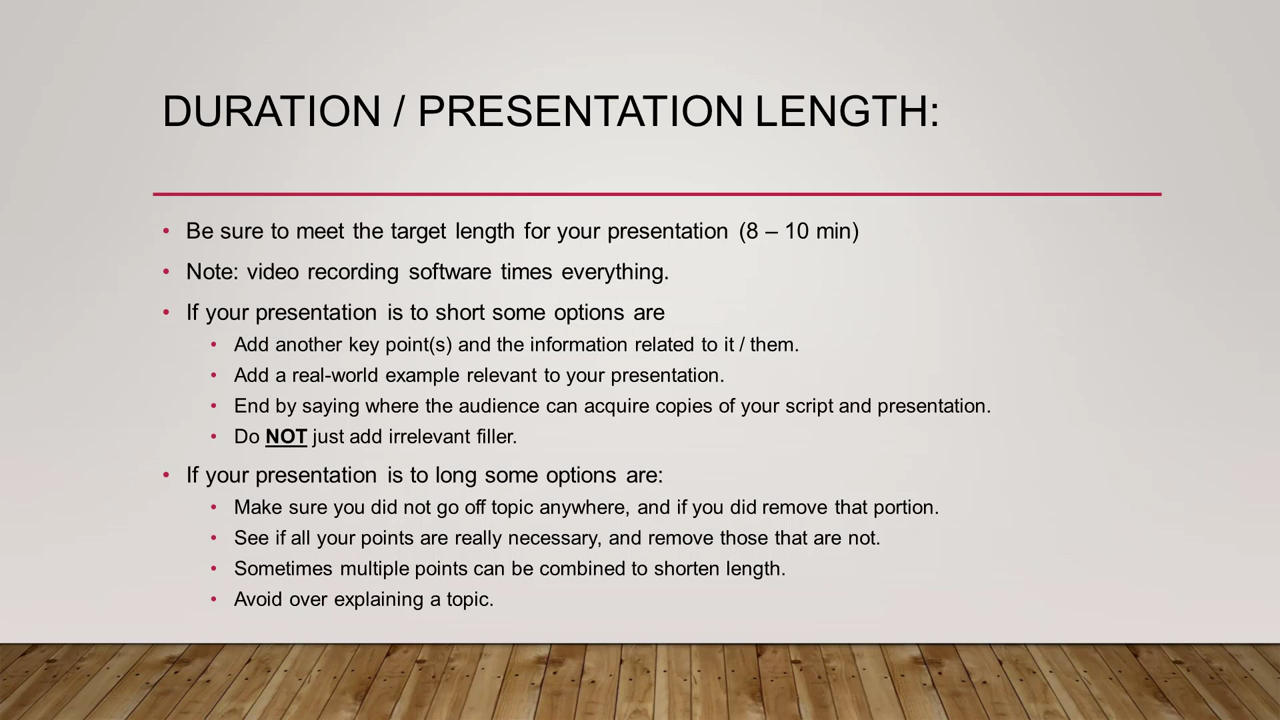 DURATION / PRESENTATION LENGTH:
• Be sure to meet the target length for your presentation (8 – 10 min)
• Note: video recording software times everything.
• If your presentation is to short some options are
• Add another key point(s) and the information related to it / them.
• Add a real-world example relevant to your presentation.
• End by saying where the audience can acquire copies of your script and presentation.
• Do NOT just add irrelevant filler.
• If your presentation is to long some options are:
• Make sure you did not go off topic anywhere, and if you did remove that portion.
• See if all your points are really necessary, and remove those that are not.
• Sometimes multiple points can be combined to shorten length.
• Avoid over explaining a topic.